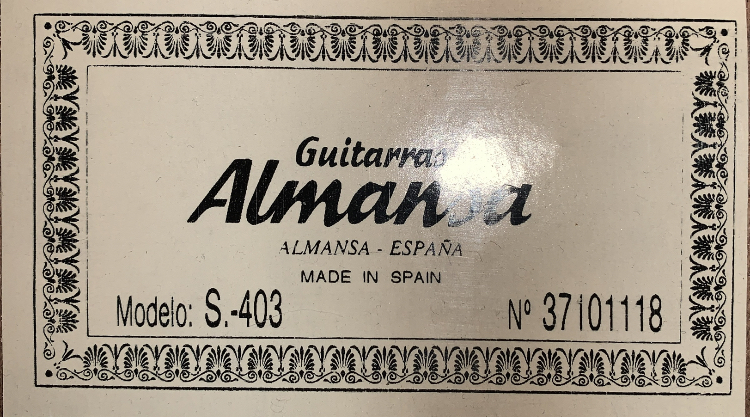 Guitarras
Almansa
ALMANSA - ESPAÑA
MADE IN SPAIN
Modelo: S.-403
Nº 37101118